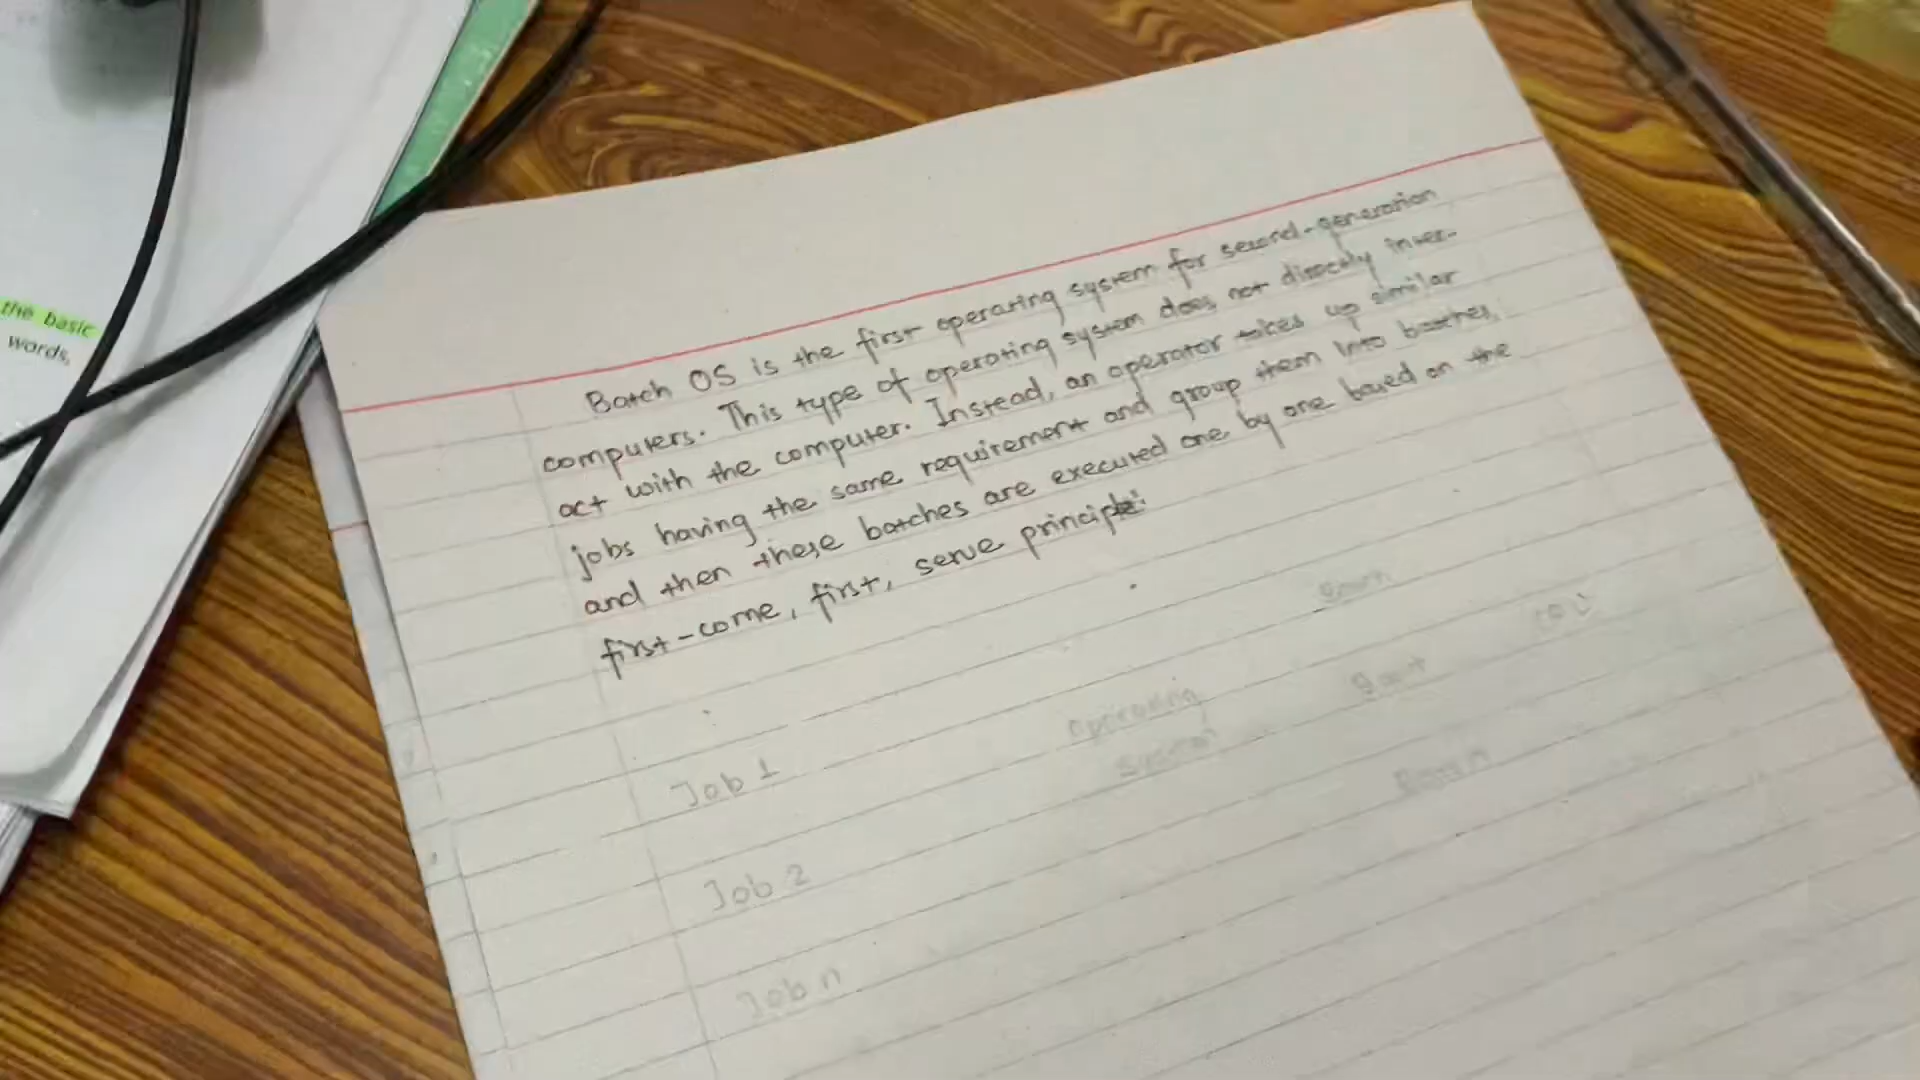 the basic
words,
Batch OS is the first operating system for second-generation
computers. This type of operating system does not directly inter-
act with the computer. Instead, an operator takes up similar
jobs having the same requirement and group them into batches,
and then these batches are executed one by one based on the
first-come, first, serve principle.
Operating
System
Job 1
Job 2
Job n